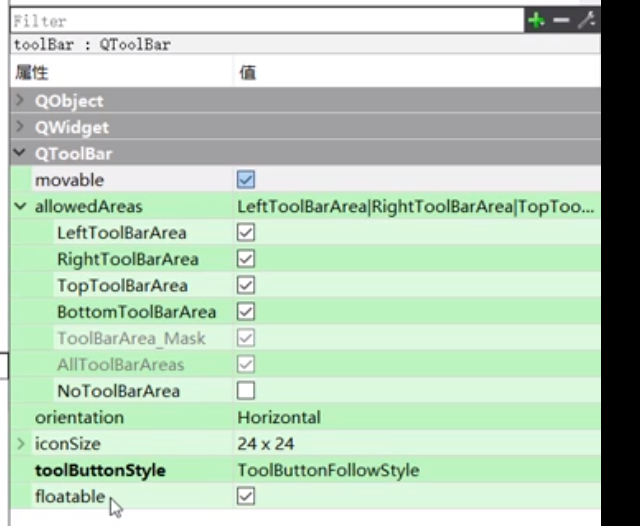 Filter
toolBar : QToolBar
属性 值
QObject
QWidget
QToolBar
movable
allowedAreas LeftToolBarArea|RightToolBarArea|TopToo...
LeftToolBarArea
RightToolBarArea
TopToolBarArea
BottomToolBarArea
ToolBarArea_Mask
AllToolBarAreas
NoToolBarArea
orientation Horizontal
iconSize 24 x 24
toolButtonStyle ToolButtonFollowStyle
floatable